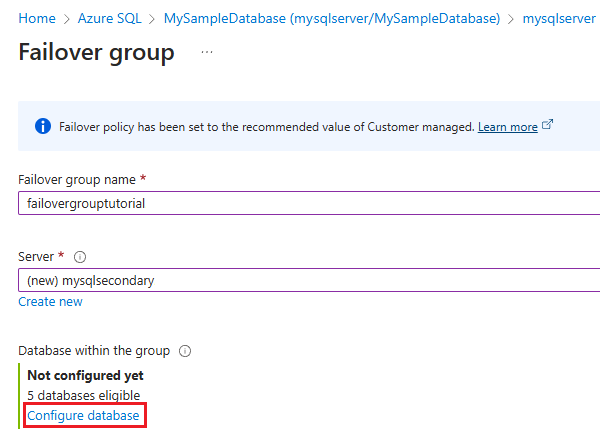 Home > Azure SQL > MySampleDatabase (mysqlserver/MySampleDatabase) > mysqlserver
Failover group ...
Failover policy has been set to the recommended value of Customer managed. Learn more
Failover group name *
failovergrouptutorial
Server *
(new) mysqlsecondary
Create new
Database within the group
Not configured yet
5 databases eligible
Configure database